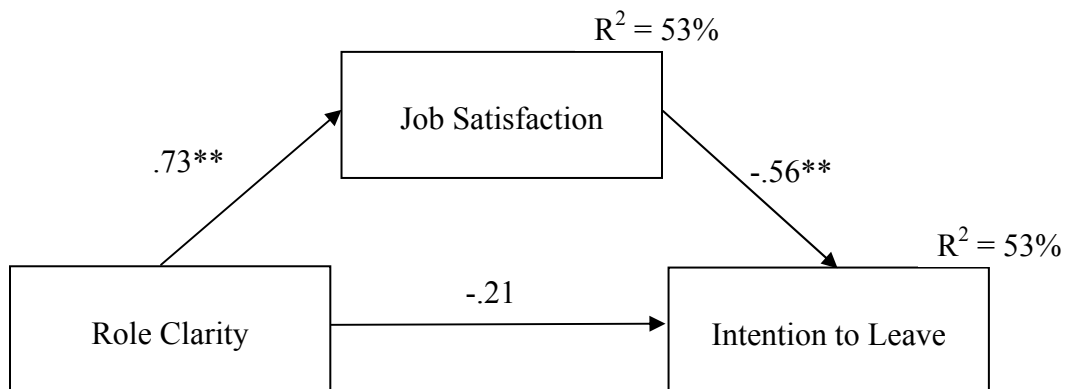 R² = 53%
Job Satisfaction
.73**
-.56**
R² = 53%
-.21
Role Clarity
Intention to Leave